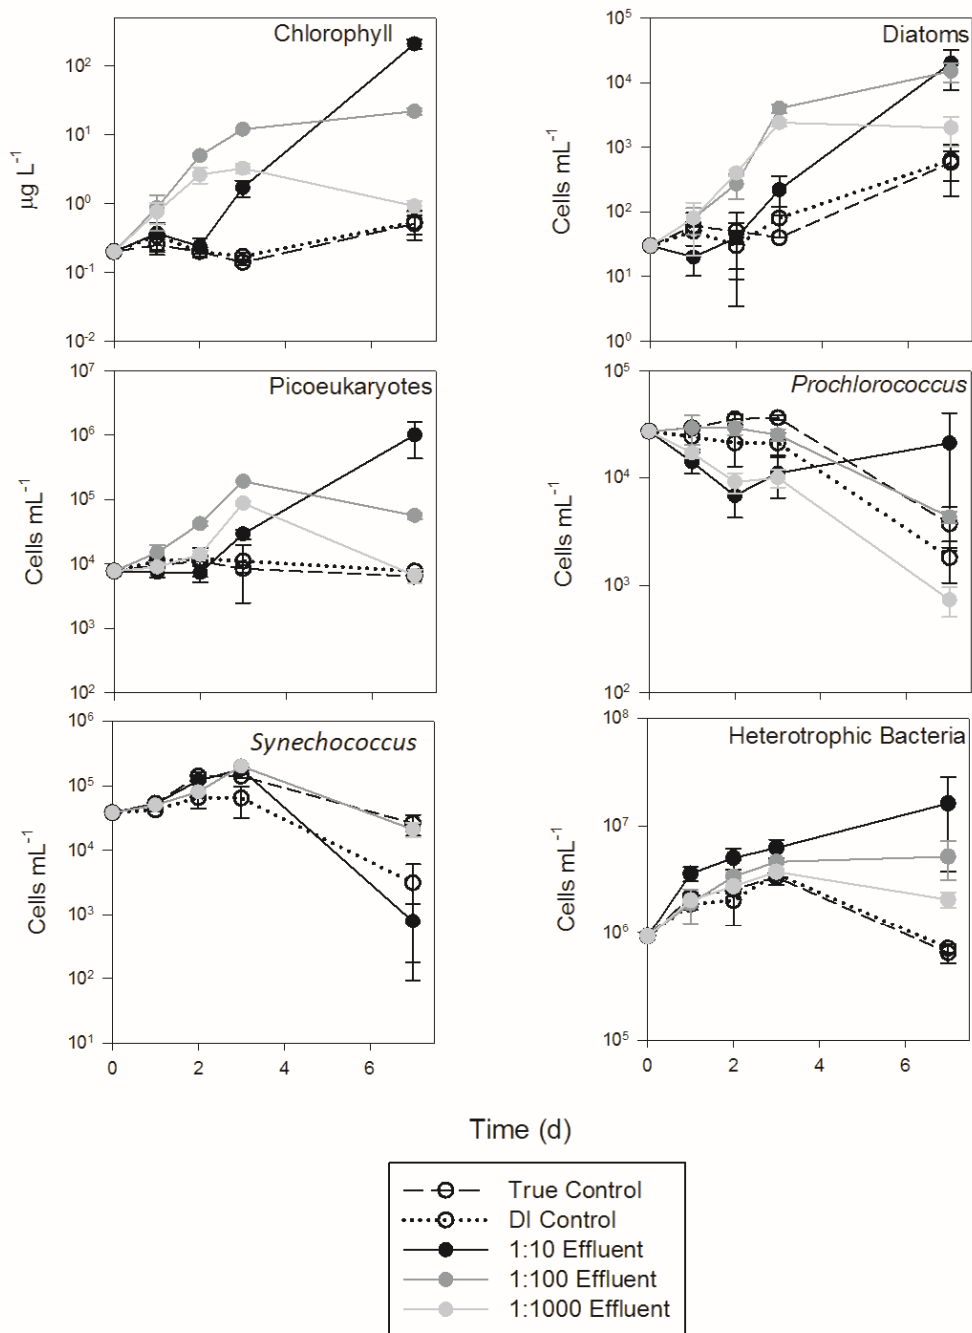 Chlorophyll
µg L⁻¹
10²
10¹
10⁰
10⁻¹
10⁻²
Diatoms
Cells mL⁻¹
10⁵
10⁴
10³
10²
10¹
10⁰
Picoeukaryotes
Cells mL⁻¹
10⁷
10⁶
10⁵
10⁴
10³
10²
Prochlorococcus
Cells mL⁻¹
10⁵
10⁴
10³
10²
Synechococcus
Cells mL⁻¹
10⁶
10⁵
10⁴
10³
10²
10¹
0 2 4 6
Heterotrophic Bacteria
Cells mL⁻¹
10⁸
10⁷
10⁶
10⁵
0 2 4 6
Time (d)
True Control
DI Control
1:10 Effluent
1:100 Effluent
1:1000 Effluent